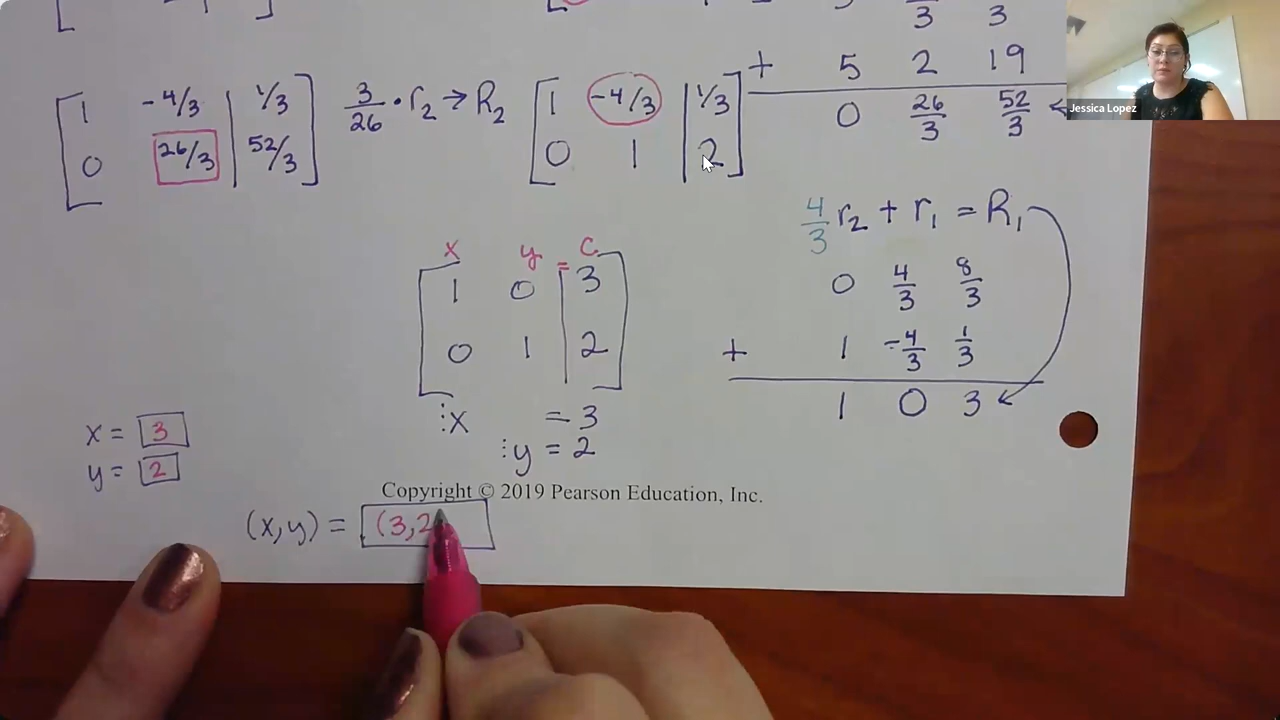 3 3
+ 5 2 19
0 26/3 52/3 ←
Jessica Lopez
[1 -4/3 | 1/3]
[0 26/3 | 52/3]
3/26 • r₂ → R₂
[1 -4/3 | 1/3]
[0 1 | 2]
4/3 r₂ + r₁ = R₁
0 4/3 8/3
+ 1 -4/3 1/3
1 0 3 ←
x y = c
[1 0 | 3]
[0 1 | 2]
⋮x = 3
⋮y = 2
x = 3
y = 2
Copyright © 2019 Pearson Education, Inc.
(x,y) = (3,2